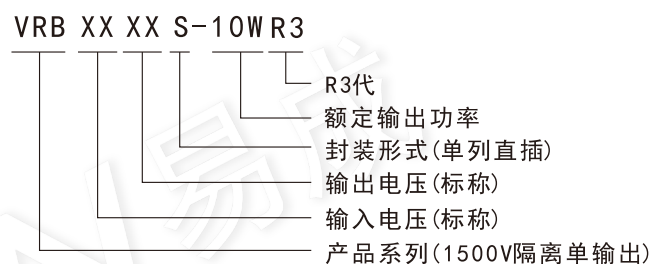 VRB XX XX S-10W R3
R3代
额定输出功率
封装形式(单列直插)
输出电压(标称)
输入电压(标称)
产品系列(1500V隔离单输出)
易成